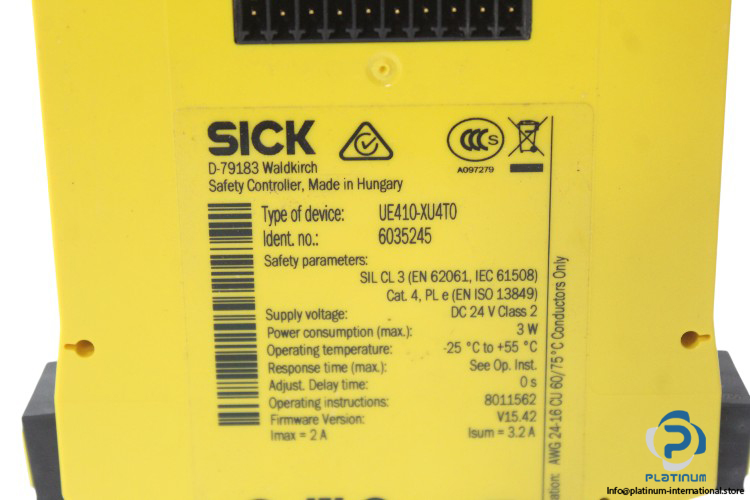 SICK
D-79183 Waldkirch
Safety Controller, Made in Hungary
CCC S
A097279
Type of device: UE410-XU4T0
Ident. no.: 6035245
Safety parameters:
SIL CL 3 (EN 62061, IEC 61508)
Cat. 4, PL e (EN ISO 13849)
Supply voltage: DC 24 V Class 2
Power consumption (max.): 3 W
Operating temperature: -25 °C to +55 °C
Response time (max.): See Op. Inst.
Adjust. Delay time: 0 s
Operating instructions: 8011562
Firmware Version: V15.42
Imax = 2 A Isum = 3.2 A
AWG 24-16 CU 60/75°C Conductors Only
PLATINUM
Info@platinum-international.store